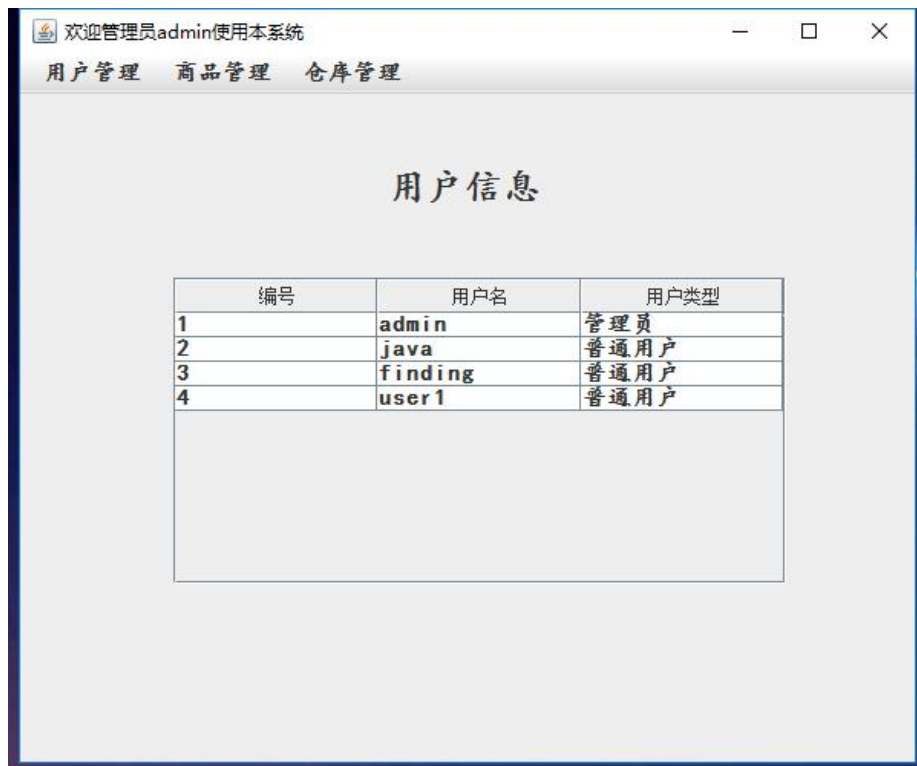 欢迎管理员admin使用本系统
用户管理 商品管理 仓库管理
用户信息
编号 用户名 用户类型
1 admin 管理员
2 java 普通用户
3 finding 普通用户
4 user1 普通用户